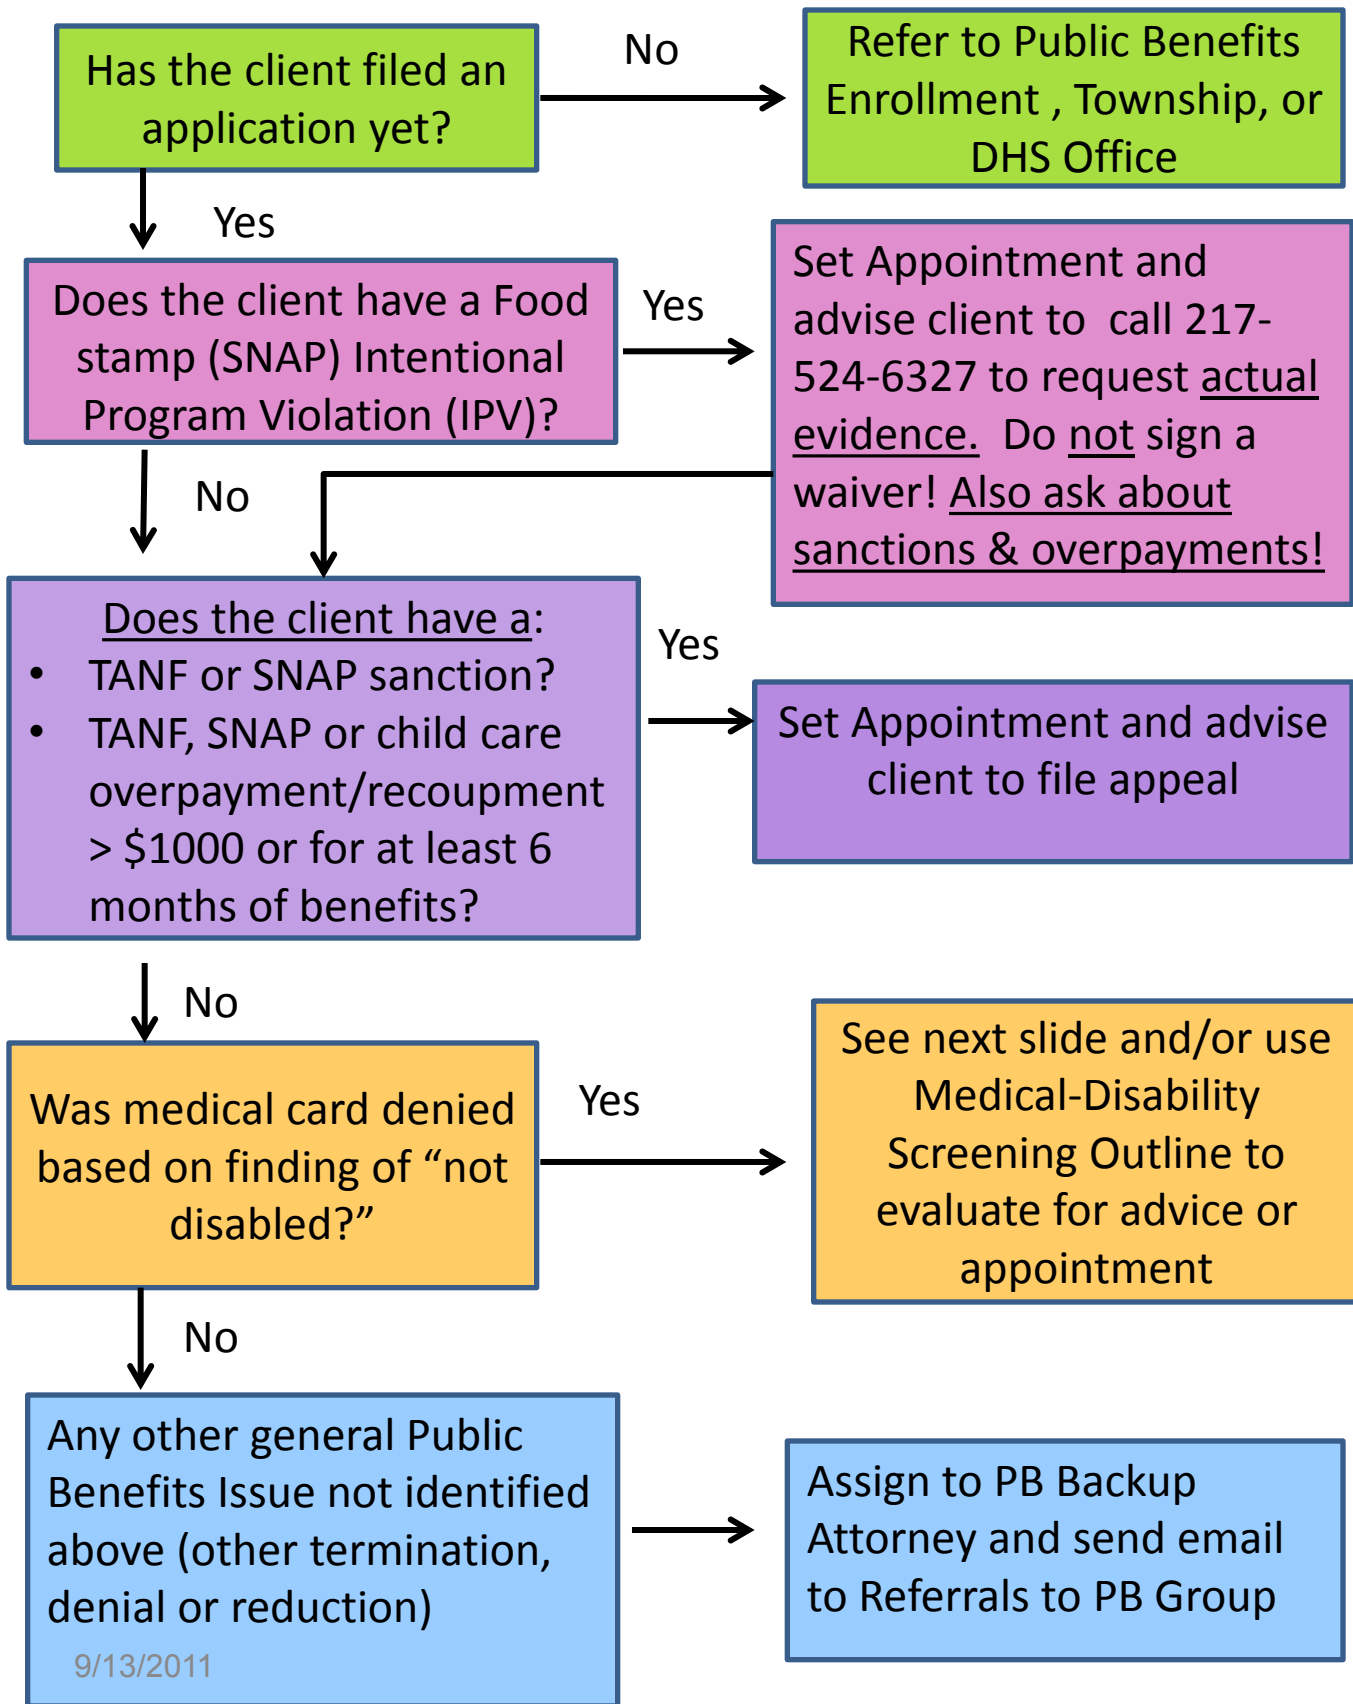 Has the client filed an
application yet?
No
Refer to Public Benefits
Enrollment , Township, or
DHS Office
Yes
Does the client have a Food
stamp (SNAP) Intentional
Program Violation (IPV)?
Yes
Set Appointment and
advise client to call 217-
524-6327 to request actual
evidence. Do not sign a
waiver! Also ask about
sanctions & overpayments!
No
Does the client have a:
• TANF or SNAP sanction?
• TANF, SNAP or child care
overpayment/recoupment
> $1000 or for at least 6
months of benefits?
Yes
Set Appointment and advise
client to file appeal
No
Was medical card denied
based on finding of “not
disabled?”
Yes
See next slide and/or use
Medical-Disability
Screening Outline to
evaluate for advice or
appointment
No
Any other general Public
Benefits Issue not identified
above (other termination,
denial or reduction)
Assign to PB Backup
Attorney and send email
to Referrals to PB Group
9/13/2011